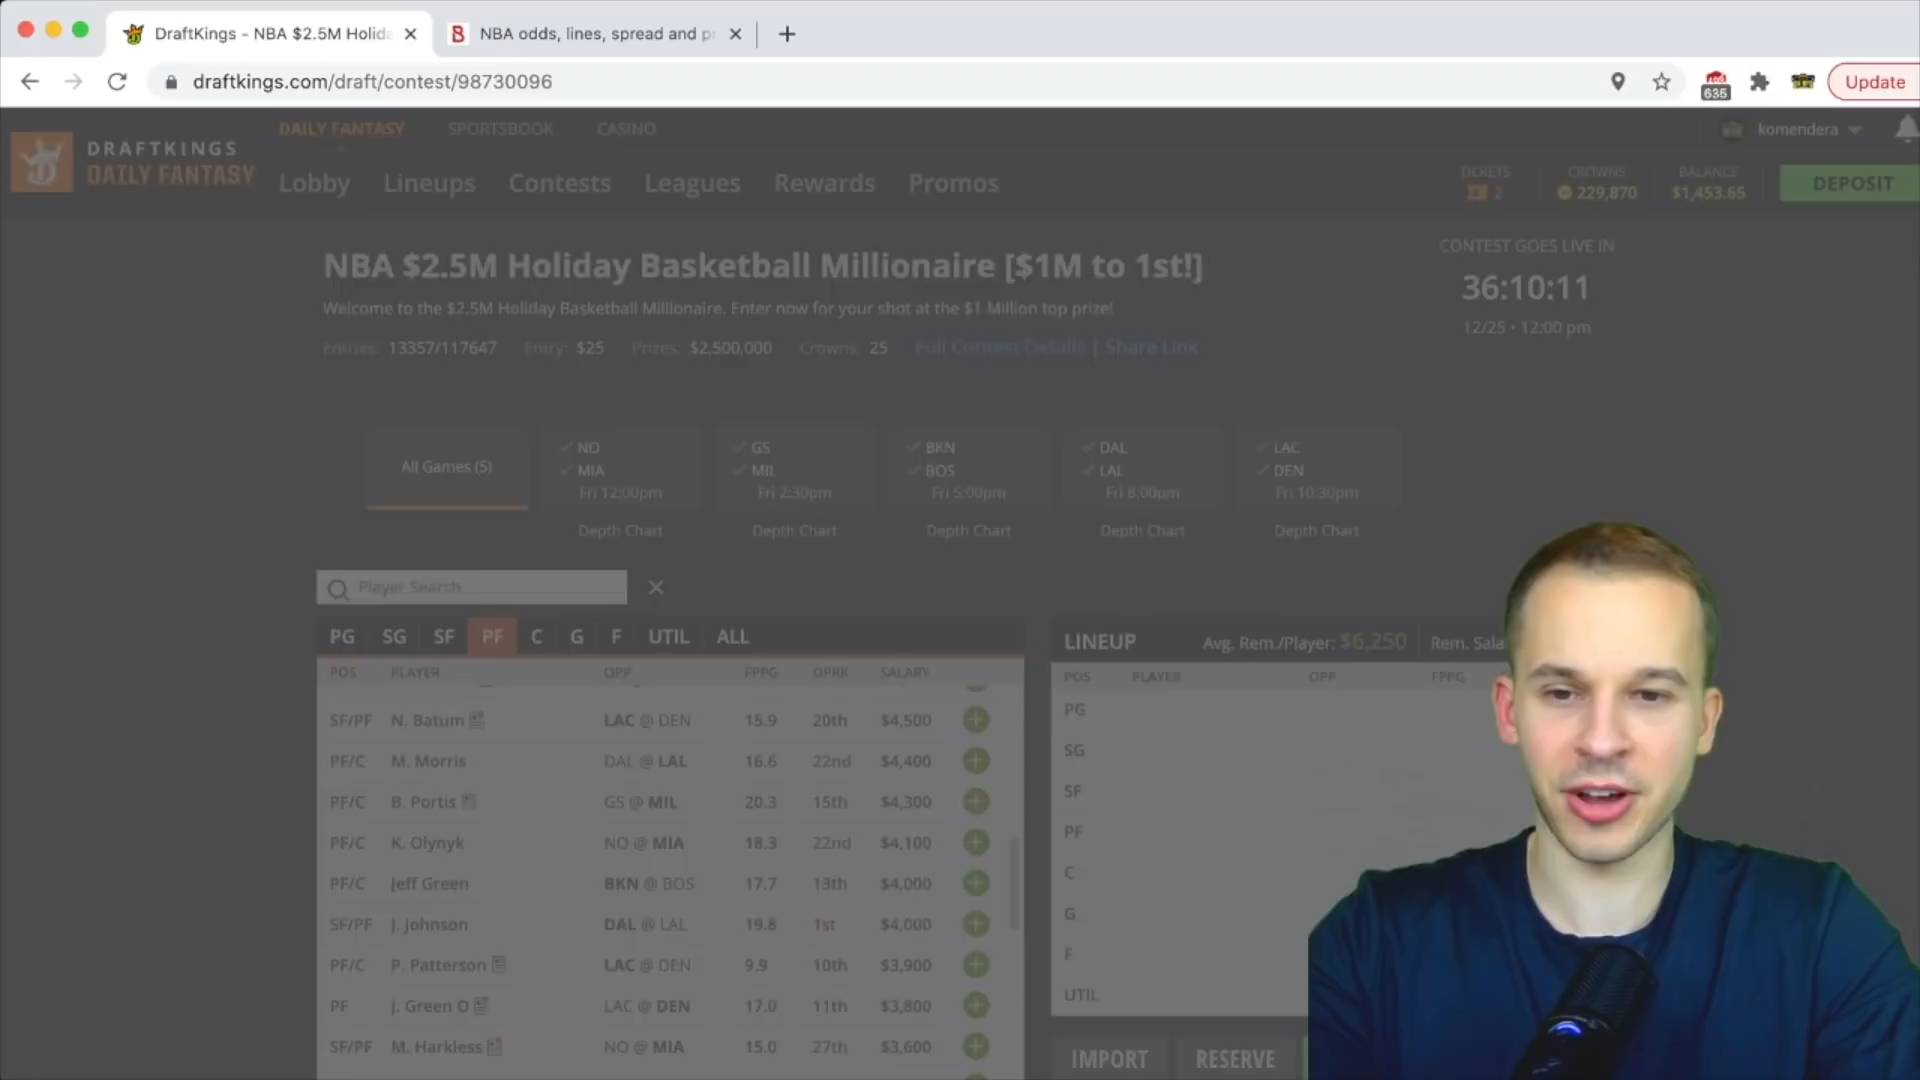 DraftKings - NBA $2.5M Holida
NBA odds, lines, spread and p
draftkings.com/draft/contest/98730096
635
Update
DRAFTKINGS
DAILY FANTASY
DAILY FANTASY SPORTSBOOK CASINO
komendera
Lobby Lineups Contests Leagues Rewards Promos
TICKETS
2
CROWNS
229,870
BALANCE
$1,453.65
DEPOSIT
NBA $2.5M Holiday Basketball Millionaire [$1M to 1st!]
Welcome to the $2.5M Holiday Basketball Millionaire. Enter now for your shot at the $1 Million top prize!
Entries: 13357/117647 Entry: $25 Prizes: $2,500,000 Crowns: 25 Full Contest Details | Share Link
CONTEST GOES LIVE IN
36:10:11
12/25 • 12:00 pm
All Games (5)
NO
MIA
Fri 12:00pm
Depth Chart
GS
MIL
Fri 2:30pm
Depth Chart
BKN
BOS
Fri 5:00pm
Depth Chart
DAL
LAL
Fri 8:00pm
Depth Chart
LAC
DEN
Fri 10:30pm
Depth Chart
Player Search
PG SG SF PF C G F UTIL ALL
POS PLAYER OPP FPPG OPRK SALARY
SF/PF N. Batum LAC @ DEN 15.9 20th $4,500
PF/C M. Morris DAL @ LAL 16.6 22nd $4,400
PF/C B. Portis GS @ MIL 20.3 15th $4,300
PF/C K. Olynyk NO @ MIA 18.3 22nd $4,100
PF/C Jeff Green BKN @ BOS 17.7 13th $4,000
SF/PF J. Johnson DAL @ LAL 19.8 1st $4,000
PF/C P. Patterson LAC @ DEN 9.9 10th $3,900
PF J. Green O LAC @ DEN 17.0 11th $3,800
SF/PF M. Harkless NO @ MIA 15.0 27th $3,600
LINEUP Avg. Rem./Player: $6,250 Rem. Sala
POS PLAYER OPP FPPG
PG
SG
SF
PF
C
G
F
UTIL
IMPORT RESERVE